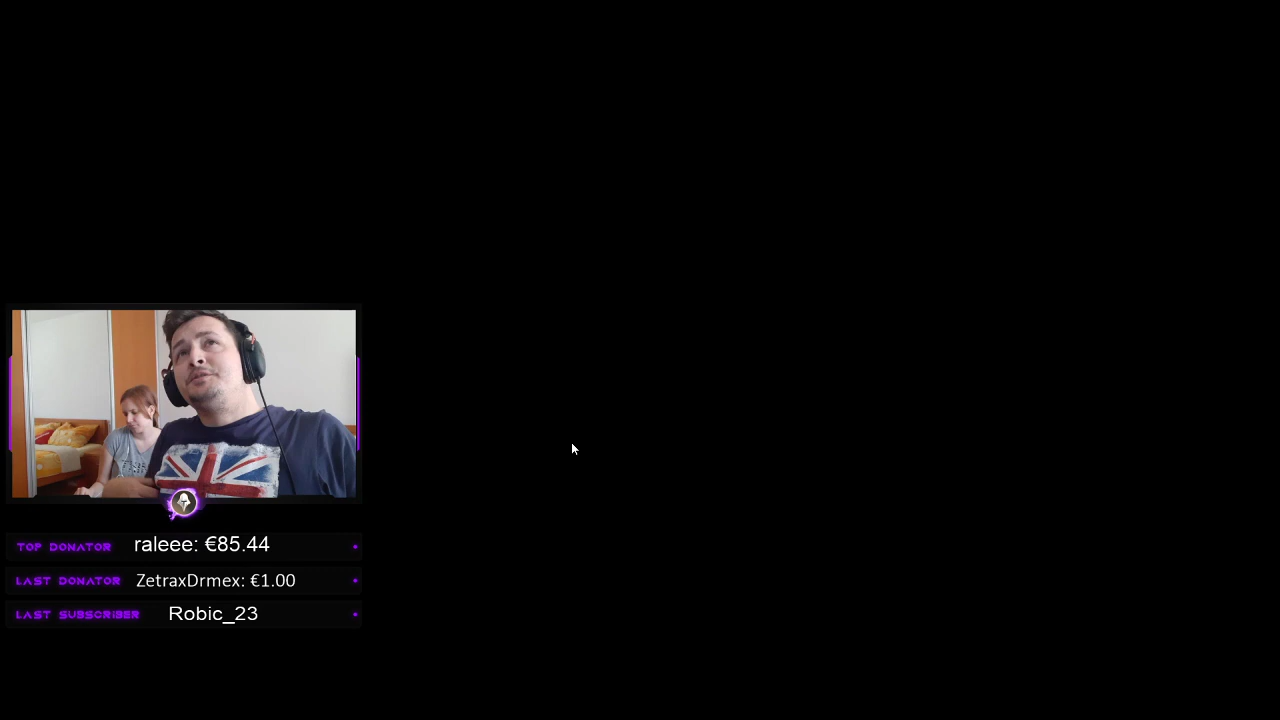 TOP DONATOR raleee: €85.44
LAST DONATOR ZetraxDrmex: €1.00
LAST SUBSCRIBER Robic_23